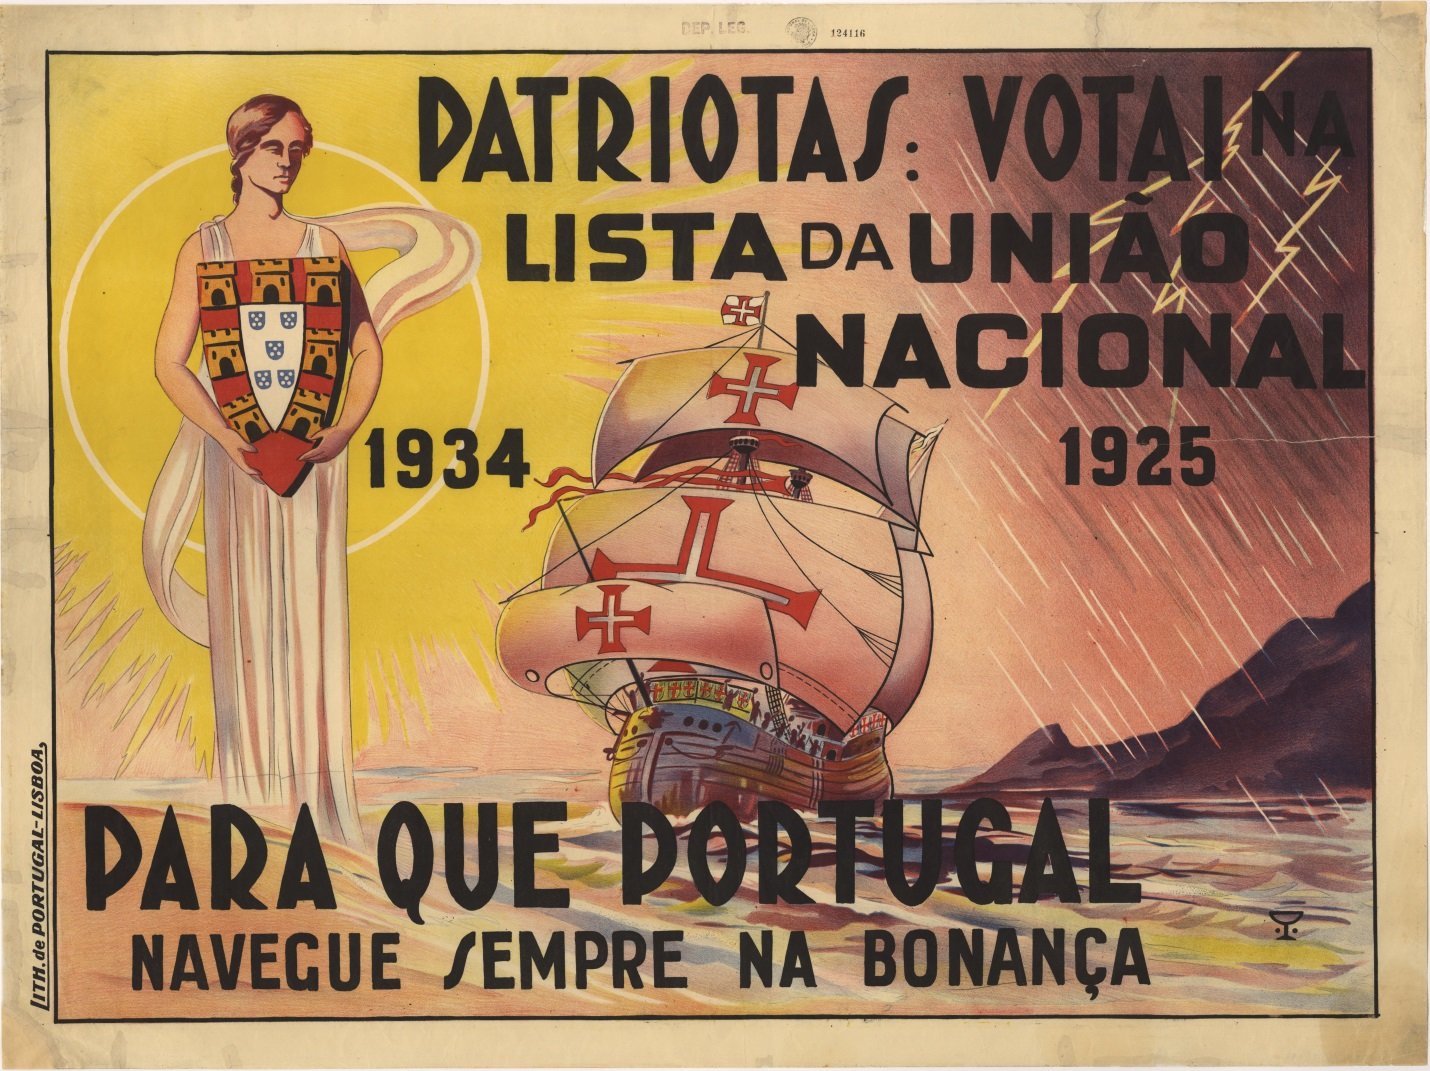 DEP. LEG.
124116
PATRIOTAS: VOTAI NA
LISTA DA UNIÃO
NACIONAL
1934
1925
PARA QUE PORTUGAL
NAVEGUE SEMPRE NA BONANÇA
LITH. de PORTUGAL-LISBOA.